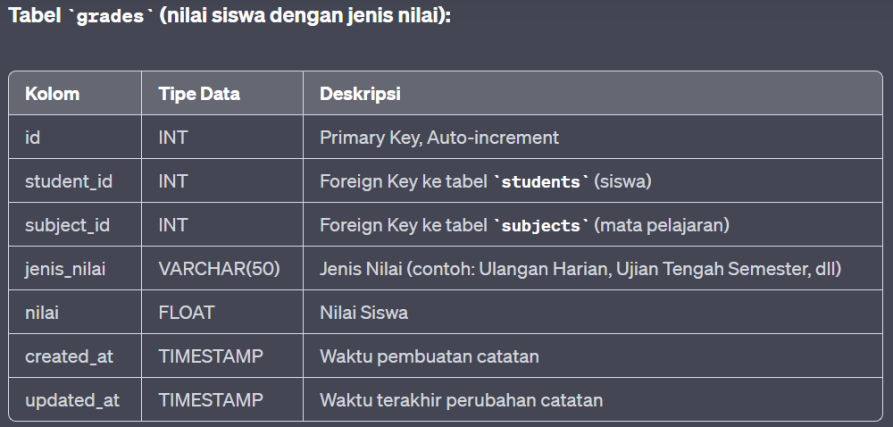 Tabel `grades` (nilai siswa dengan jenis nilai):
Kolom Tipe Data Deskripsi
id INT Primary Key, Auto-increment
student_id INT Foreign Key ke tabel `students` (siswa)
subject_id INT Foreign Key ke tabel `subjects` (mata pelajaran)
jenis_nilai VARCHAR(50) Jenis Nilai (contoh: Ulangan Harian, Ujian Tengah Semester, dll)
nilai FLOAT Nilai Siswa
created_at TIMESTAMP Waktu pembuatan catatan
updated_at TIMESTAMP Waktu terakhir perubahan catatan